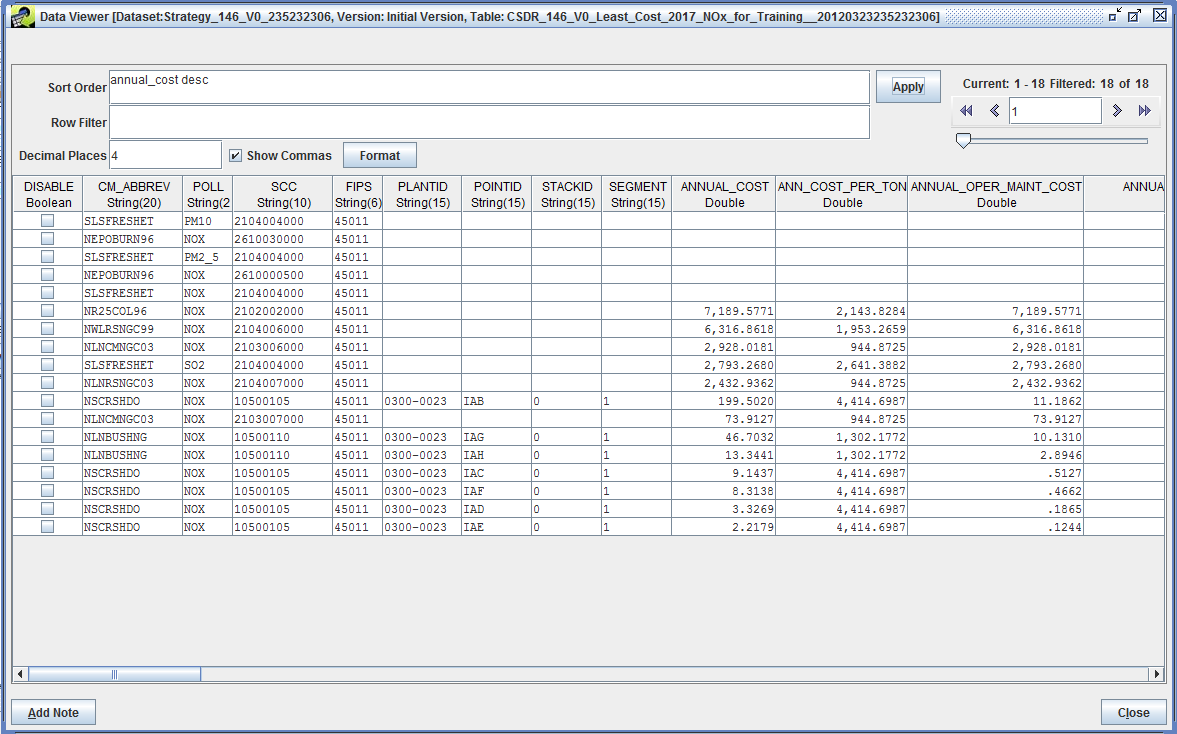 Data Viewer [Dataset:Strategy_146_V0_235232306, Version: Initial Version, Table: CSDR_146_V0_Least_Cost_2017_NOx_for_Training__20120323235232306]
Sort Order annual_cost desc Apply Current: 1 - 18 Filtered: 18 of 18
Row Filter 1
Decimal Places 4 Show Commas Format
DISABLE CM_ABBREV POLL SCC FIPS PLANTID POINTID STACKID SEGMENT ANNUAL_COST ANN_COST_PER_TON ANNUAL_OPER_MAINT_COST ANNUA
Boolean String(20) String(2 String(10) String(6) String(15) String(15) String(15) String(15) Double Double Double
SLSFRESHET PM10 2104004000 45011
NEPOBURN96 NOX 2610030000 45011
SLSFRESHET PM2_5 2104004000 45011
NEPOBURN96 NOX 2610000500 45011
SLSFRESHET NOX 2104004000 45011
NR25COL96 NOX 2102002000 45011 7,189.5771 2,143.8284 7,189.5771
NWLRSNGC99 NOX 2104006000 45011 6,316.8618 1,953.2659 6,316.8618
NLNCMNGC03 NOX 2103006000 45011 2,928.0181 944.8725 2,928.0181
SLSFRESHET SO2 2104004000 45011 2,793.2680 2,641.3882 2,793.2680
NLNRSNGC03 NOX 2104007000 45011 2,432.9362 944.8725 2,432.9362
NSCRSHDO NOX 10500105 45011 0300-0023 IAB 0 1 199.5020 4,414.6987 11.1862
NLNCMNGC03 NOX 2103007000 45011 73.9127 944.8725 73.9127
NLNBUSHNG NOX 10500110 45011 0300-0023 IAG 0 1 46.7032 1,302.1772 10.1310
NLNBUSHNG NOX 10500110 45011 0300-0023 IAH 0 1 13.3441 1,302.1772 2.8946
NSCRSHDO NOX 10500105 45011 0300-0023 IAC 0 1 9.1437 4,414.6987 .5127
NSCRSHDO NOX 10500105 45011 0300-0023 IAF 0 1 8.3138 4,414.6987 .4662
NSCRSHDO NOX 10500105 45011 0300-0023 IAD 0 1 3.3269 4,414.6987 .1865
NSCRSHDO NOX 10500105 45011 0300-0023 IAE 0 1 2.2179 4,414.6987 .1244
Add Note Close